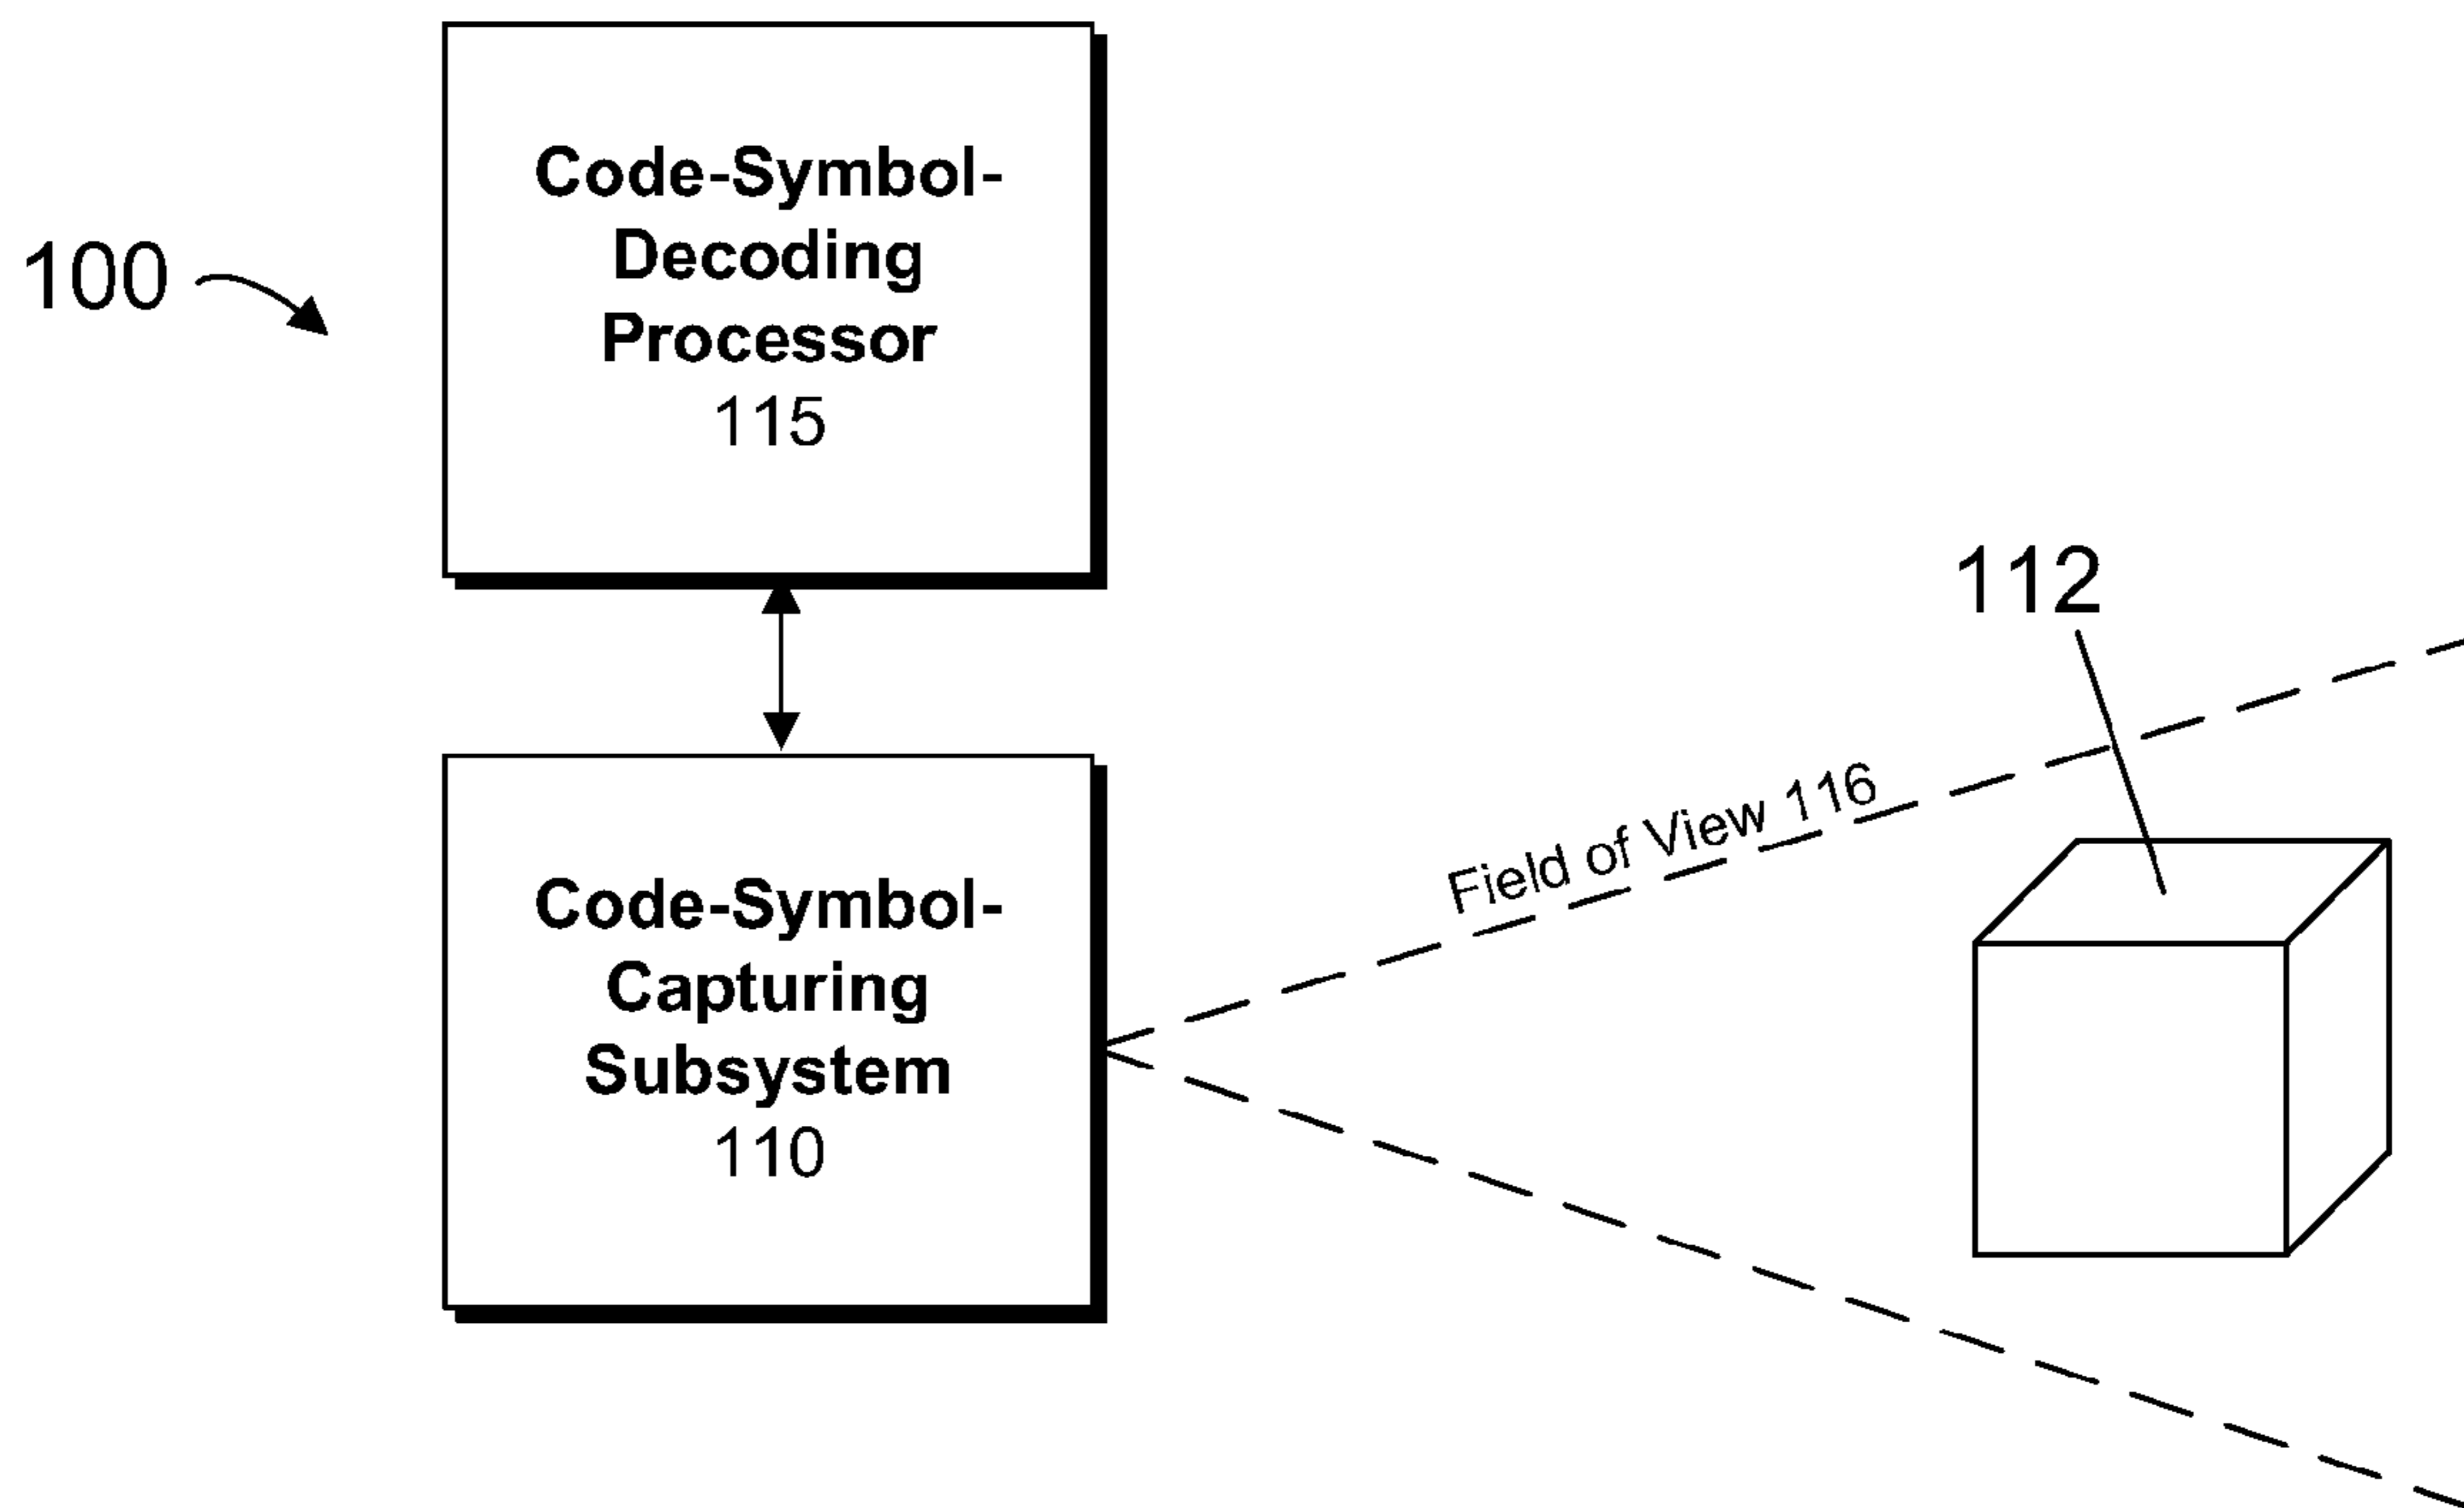 Code-Symbol-
Decoding
Processor
115
100
112
Field of View 116
Code-Symbol-
Capturing
Subsystem
110